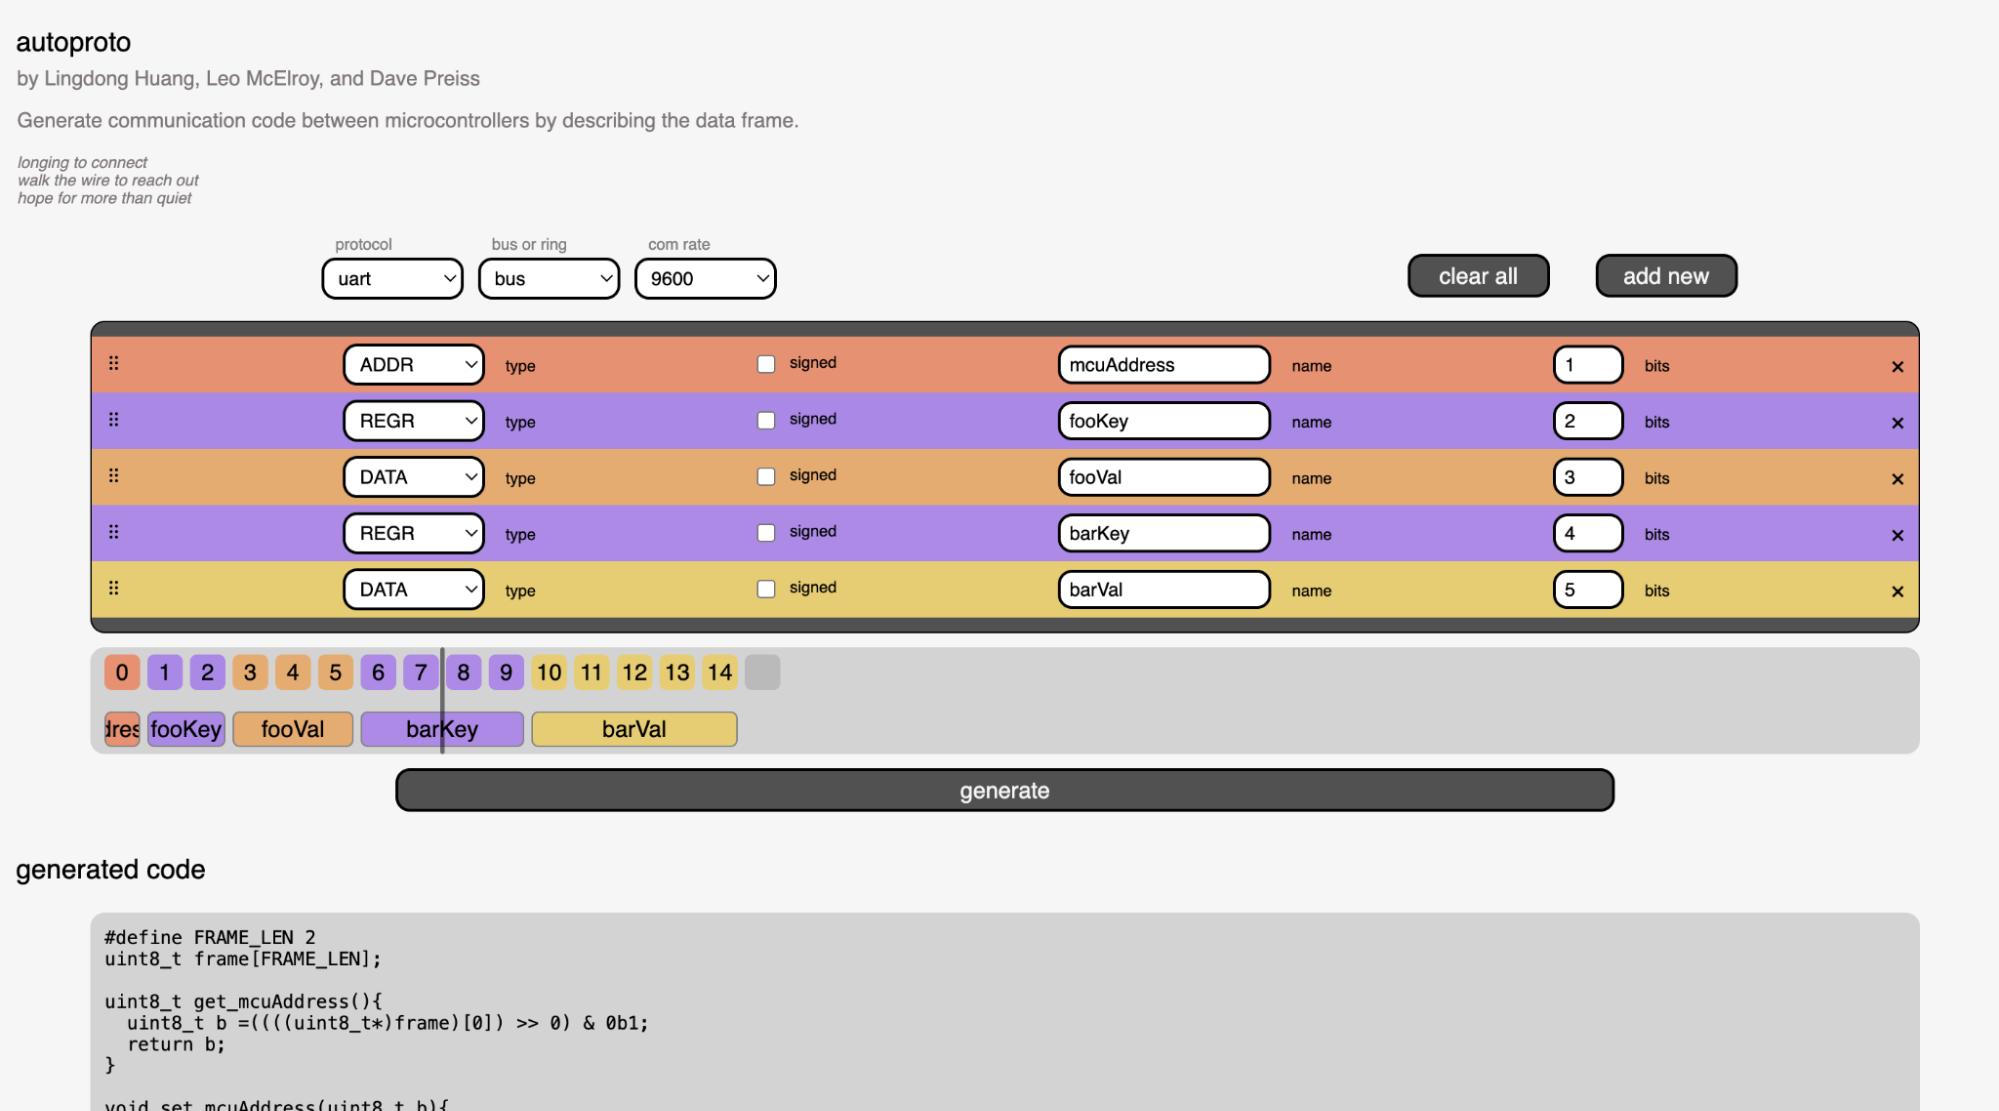 autoproto
by Lingdong Huang, Leo McElroy, and Dave Preiss
Generate communication code between microcontrollers by describing the data frame.
longing to connect
walk the wire to reach out
hope for more than quiet
protocol bus or ring com rate
uart bus 9600 clear all add new
ADDR type signed mcuAddress name 1 bits ×
REGR type signed fooKey name 2 bits ×
DATA type signed fooVal name 3 bits ×
REGR type signed barKey name 4 bits ×
DATA type signed barVal name 5 bits ×
0 1 2 3 4 5 6 7 8 9 10 11 12 13 14
dres fooKey fooVal barKey barVal
generate
generated code
#define FRAME_LEN 2
uint8_t frame[FRAME_LEN];
uint8_t get_mcuAddress(){
uint8_t b =((((uint8_t*)frame)[0]) >> 0) & 0b1;
return b;
}
void set_mcuAddress(uint8_t b){